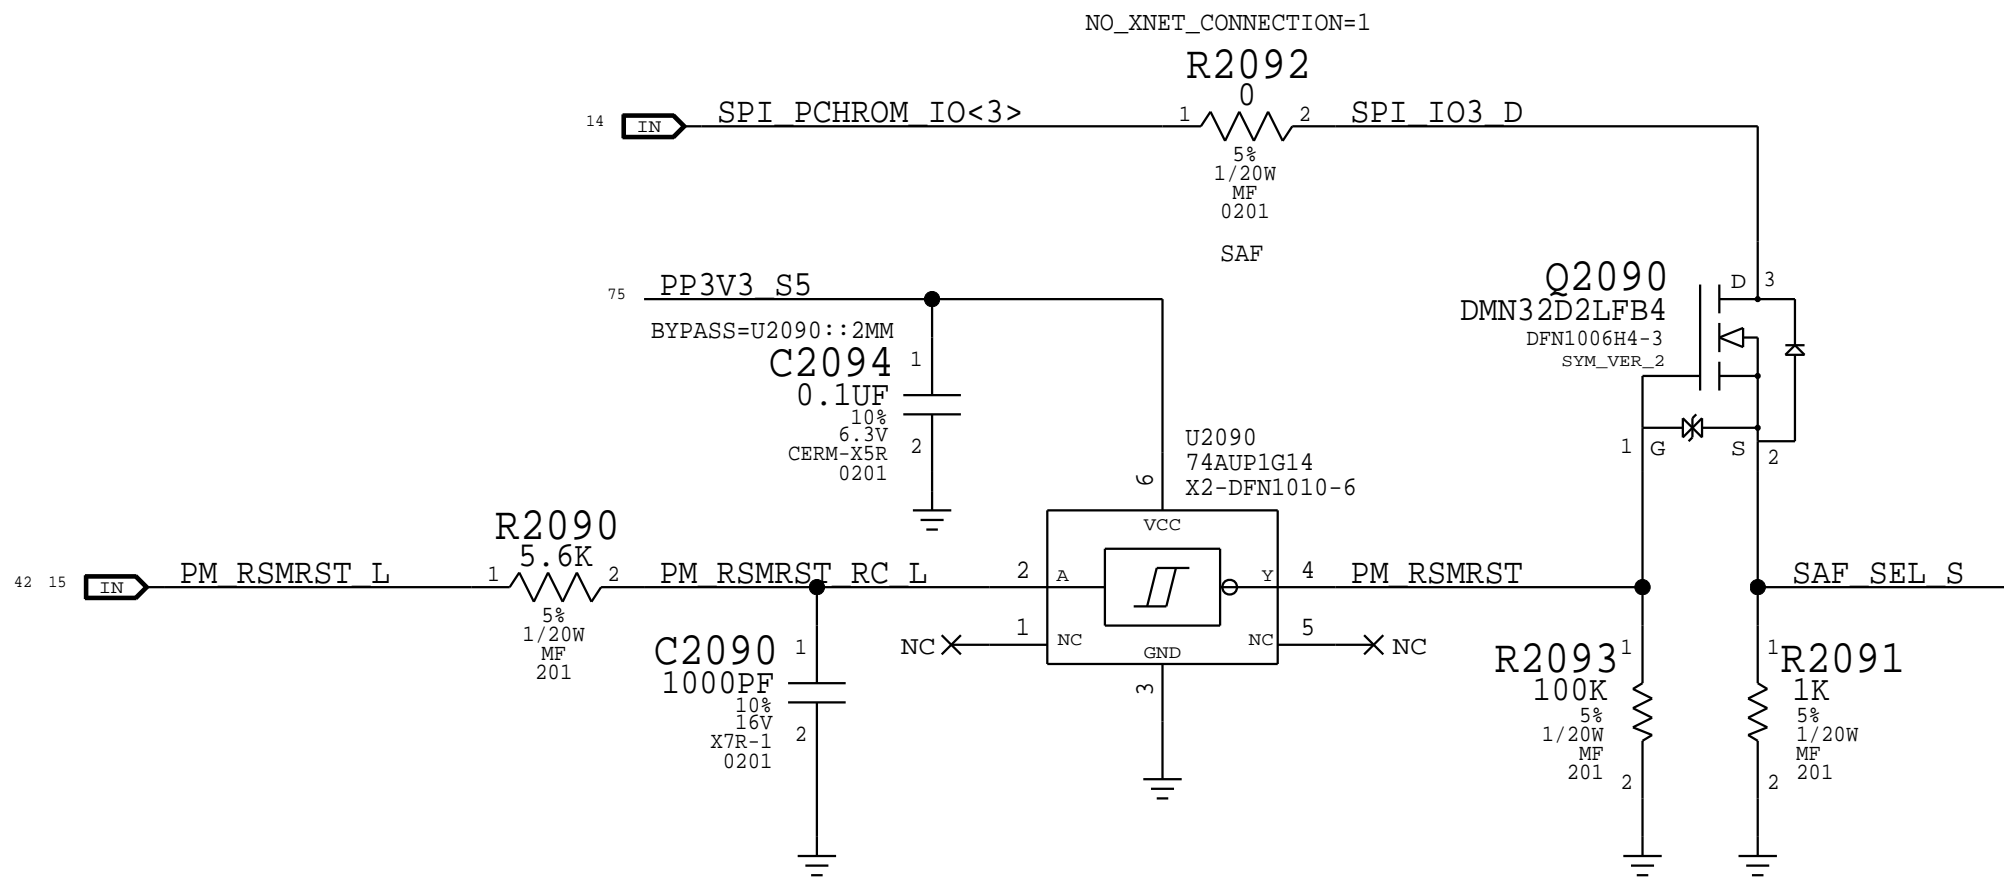 NO_XNET_CONNECTION=1
R2092
0
14 IN SPI_PCHROM_IO<3> 1 2 SPI_IO3_D
5%
1/20W
MF
0201
SAF
75 PP3V3_S5
BYPASS=U2090::2MM
C2094 1
0.1UF
10%
6.3V
CERM-X5R
0201
2
Q2090
DMN32D2LFB4
DFN1006H4-3
SYM_VER_2
D 3
1 G S 2
U2090
74AUP1G14
X2-DFN1010-6
6
VCC
R2090
5.6K
42 15 IN PM_RSMRST_L 1 2 PM_RSMRST_RC_L 2 A Y 4 PM_RSMRST SAF_SEL_S
5%
1/20W
MF
201
NC 1 NC NC 5 NC
GND
3
C2090 1
1000PF
10%
16V
X7R-1
0201
2
R2093 1
100K
5%
1/20W
MF
201
2
1 R2091
1K
5%
1/20W
MF
201
2